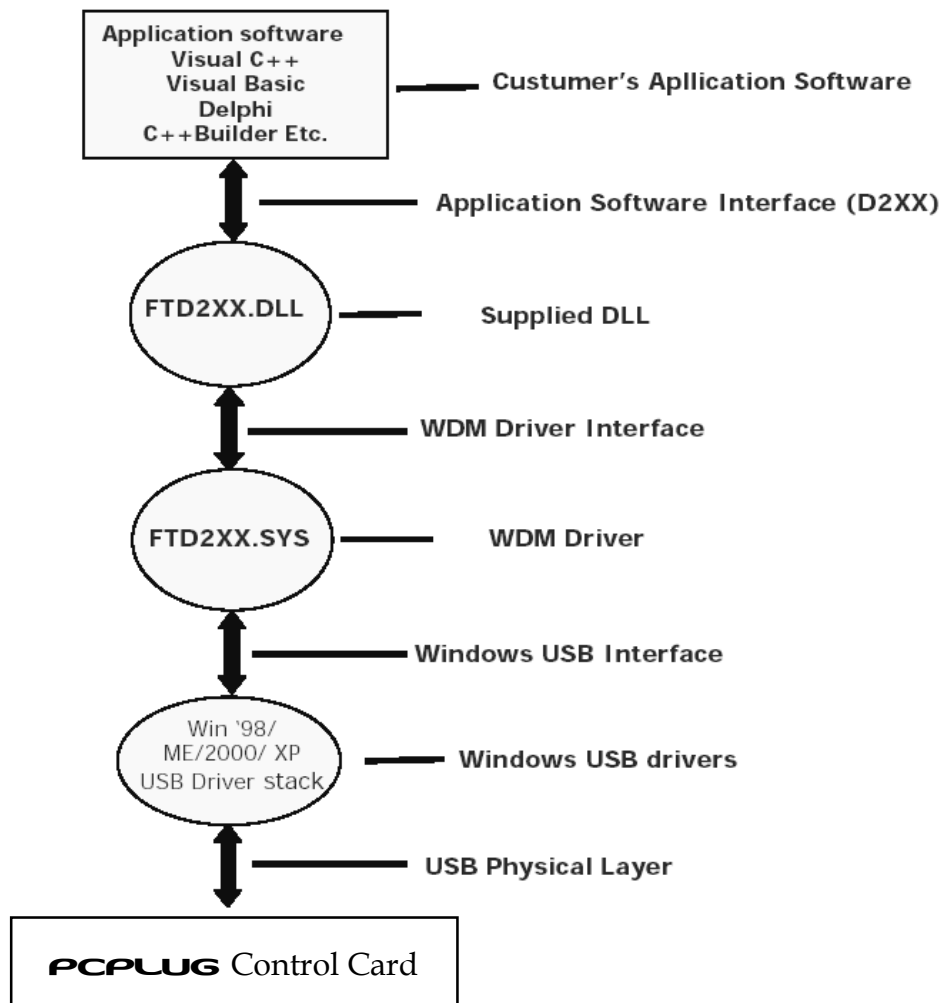 Application software
Visual C++
Visual Basic
Delphi
C++Builder Etc.
Custumer's Apllication Software
Application Software Interface (D2XX)
FTD2XX.DLL
Supplied DLL
WDM Driver Interface
FTD2XX.SYS
WDM Driver
Windows USB Interface
Win '98/
ME/2000/ XP
USB Driver stack
Windows USB drivers
USB Physical Layer
PCPLUG Control Card